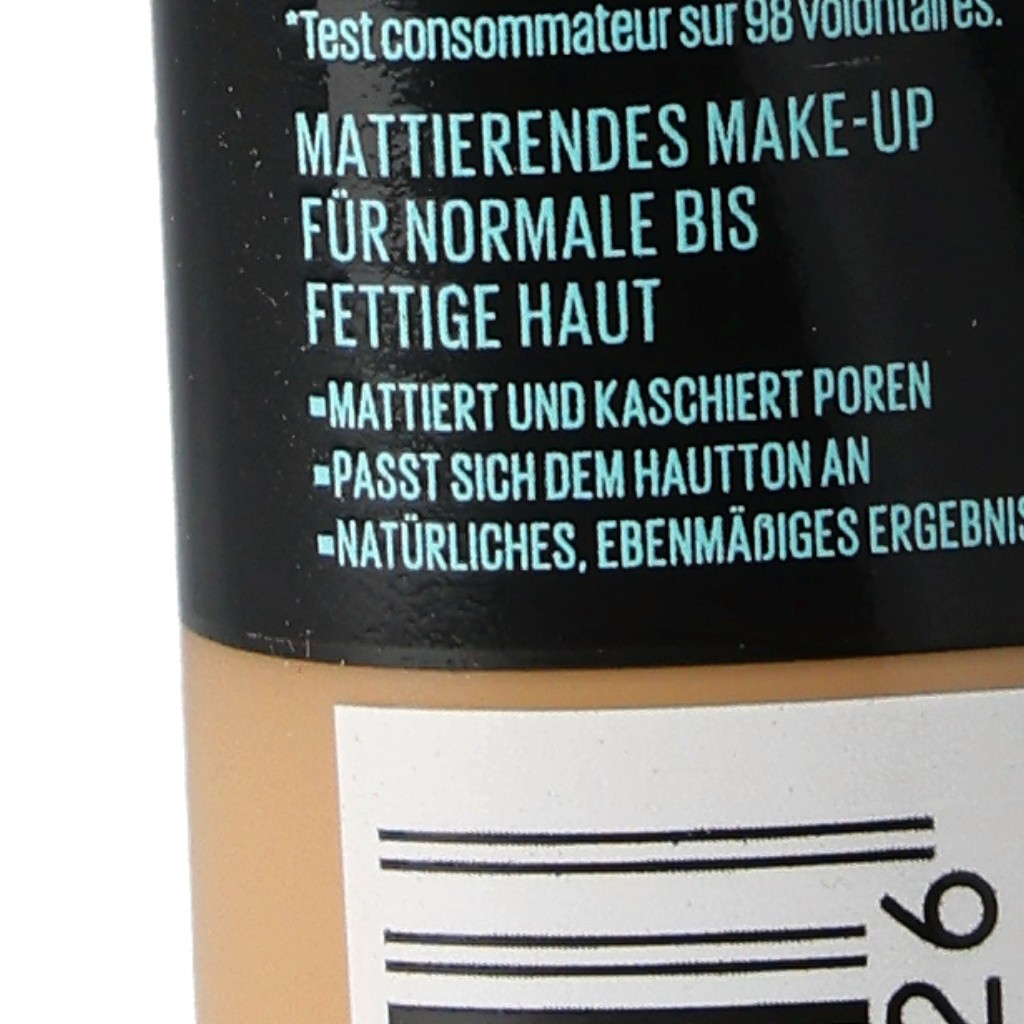 *Test consommateur sur 98 volontaires.
MATTIERENDES MAKE-UP
FÜR NORMALE BIS
FETTIGE HAUT
▪MATTIERT UND KASCHIERT POREN
▪PASST SICH DEM HAUTTON AN
▪NATÜRLICHES, EBENMÄßIGES ERGEBNIS
26